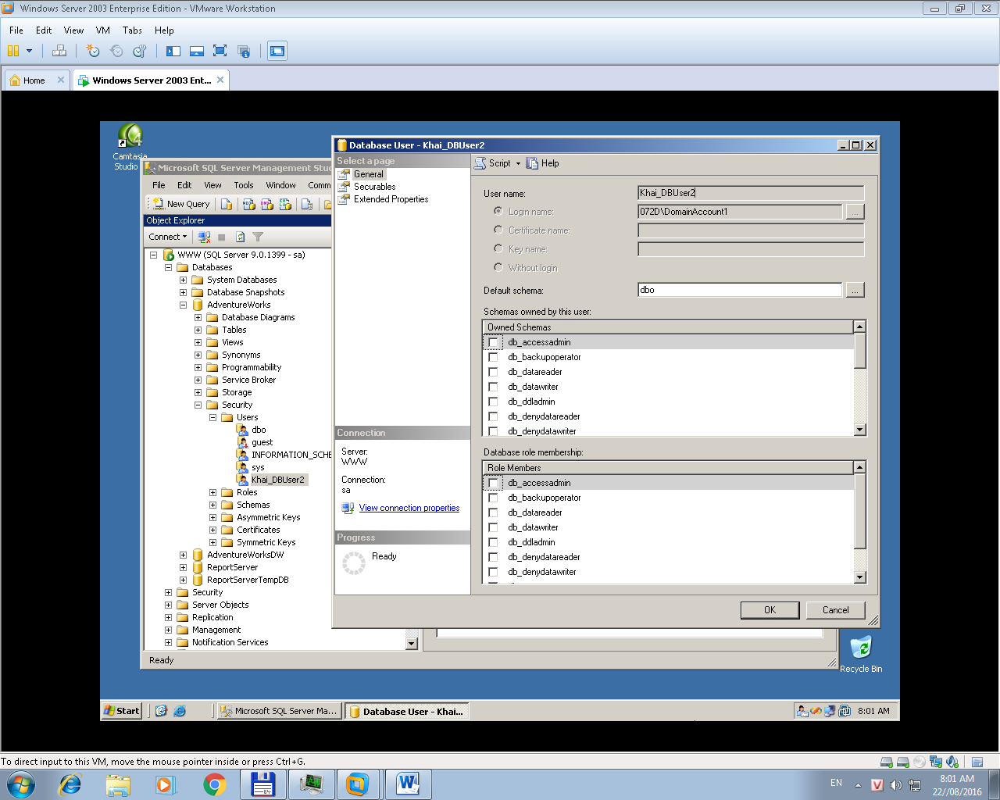 Windows Server 2003 Enterprise Edition - VMware Workstation
File Edit View VM Tabs Help
Home
Windows Server 2003 Ent...
Camtasia
Studio
4
Microsoft SQL Server Management Stud
File Edit View Tools Window Comm
New Query
Object Explorer
Connect
WWW (SQL Server 9.0.1399 - sa)
Databases
System Databases
Database Snapshots
AdventureWorks
Database Diagrams
Tables
Views
Synonyms
Programmability
Service Broker
Storage
Security
Users
dbo
guest
INFORMATION_SCHE
sys
Khai_DBUser2
Roles
Schemas
Asymmetric Keys
Certificates
Symmetric Keys
AdventureWorksDW
ReportServer
ReportServerTempDB
Security
Server Objects
Replication
Management
Notification Services
Ready
Database User - Khai_DBUser2
Select a page
General
Securables
Extended Properties
Connection
Server:
WWW
Connection:
sa
View connection properties
Progress
Ready
Script Help
User name: Khai_DBUser2
Login name: 072D\DomainAccount1 ...
Certificate name:
Key name:
Without login
Default schema: dbo ...
Schemas owned by this user:
Owned Schemas
db_accessadmin
db_backupoperator
db_datareader
db_datawriter
db_ddladmin
db_denydatareader
db_denydatawriter
Database role membership:
Role Members
db_accessadmin
db_backupoperator
db_datareader
db_datawriter
db_ddladmin
db_denydatareader
db_denydatawriter
OK Cancel
Recycle Bin
Start
Microsoft SQL Server Ma...
Database User - Khai...
8:01 AM
To direct input to this VM, move the mouse pointer inside or press Ctrl+G.
64
W
EN
V
8:01 AM
22//08/2016